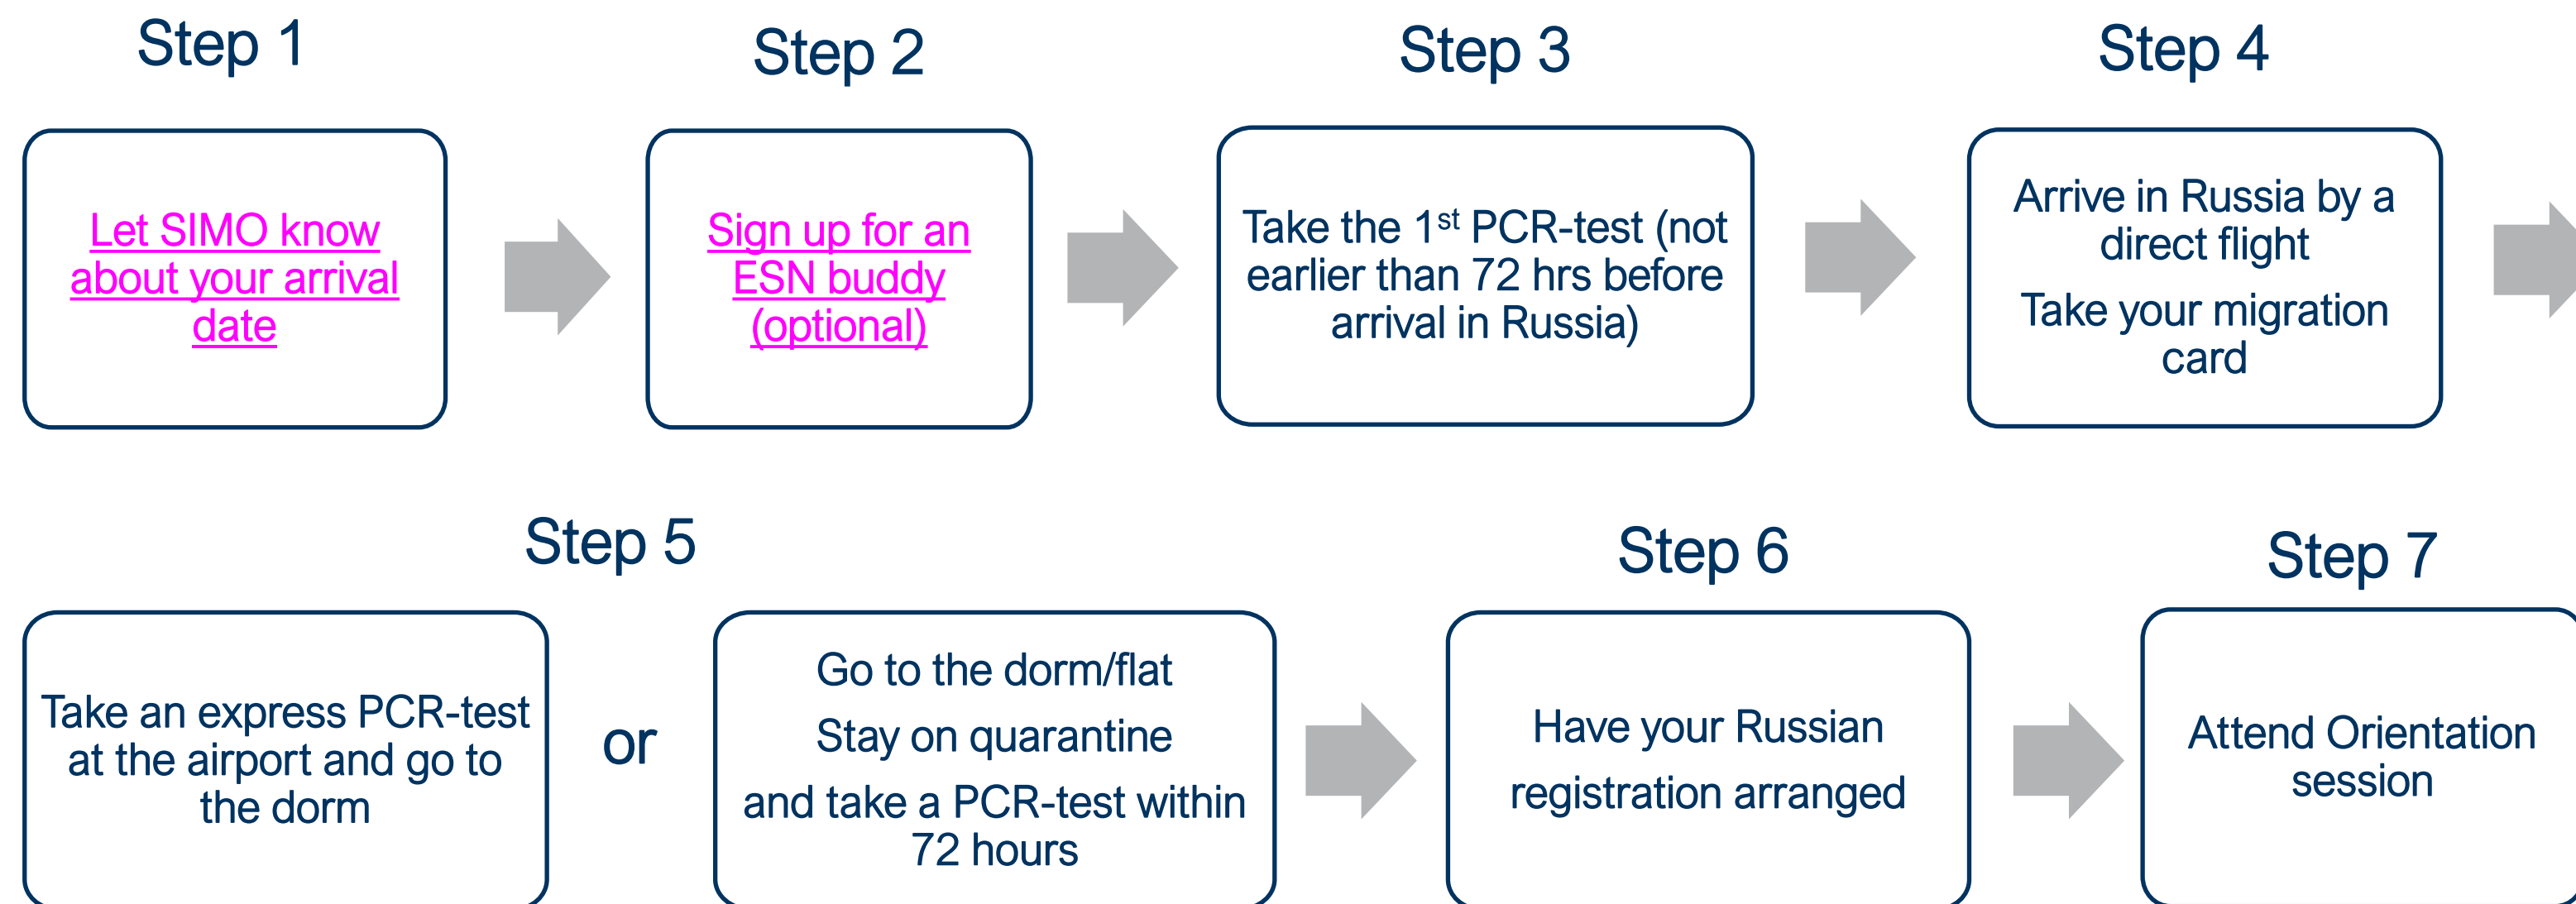 Step 1
Let SIMO know
about your arrival
date
Step 2
Sign up for an
ESN buddy
(optional)
Step 3
Take the 1st PCR-test (not
earlier than 72 hrs before
arrival in Russia)
Step 4
Arrive in Russia by a
direct flight
Take your migration
card
Step 5
Take an express PCR-test
at the airport and go to
the dorm
or
Go to the dorm/flat
Stay on quarantine
and take a PCR-test within
72 hours
Step 6
Have your Russian
registration arranged
Step 7
Attend Orientation
session